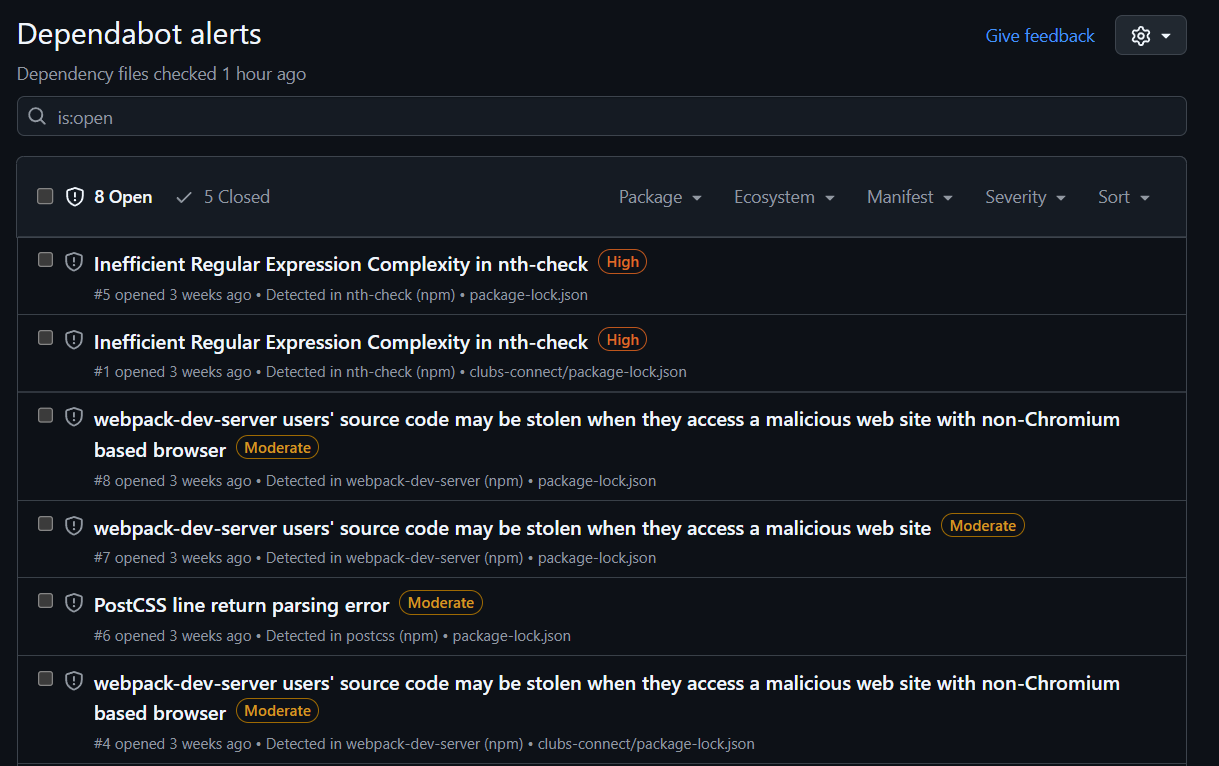 Dependabot alerts
Give feedback
Dependency files checked 1 hour ago
is:open
8 Open
5 Closed
Package
Ecosystem
Manifest
Severity
Sort
Inefficient Regular Expression Complexity in nth-check High
#5 opened 3 weeks ago • Detected in nth-check (npm) • package-lock.json
Inefficient Regular Expression Complexity in nth-check High
#1 opened 3 weeks ago • Detected in nth-check (npm) • clubs-connect/package-lock.json
webpack-dev-server users' source code may be stolen when they access a malicious web site with non-Chromium
based browser Moderate
#8 opened 3 weeks ago • Detected in webpack-dev-server (npm) • package-lock.json
webpack-dev-server users' source code may be stolen when they access a malicious web site Moderate
#7 opened 3 weeks ago • Detected in webpack-dev-server (npm) • package-lock.json
PostCSS line return parsing error Moderate
#6 opened 3 weeks ago • Detected in postcss (npm) • package-lock.json
webpack-dev-server users' source code may be stolen when they access a malicious web site with non-Chromium
based browser Moderate
#4 opened 3 weeks ago • Detected in webpack-dev-server (npm) • clubs-connect/package-lock.json